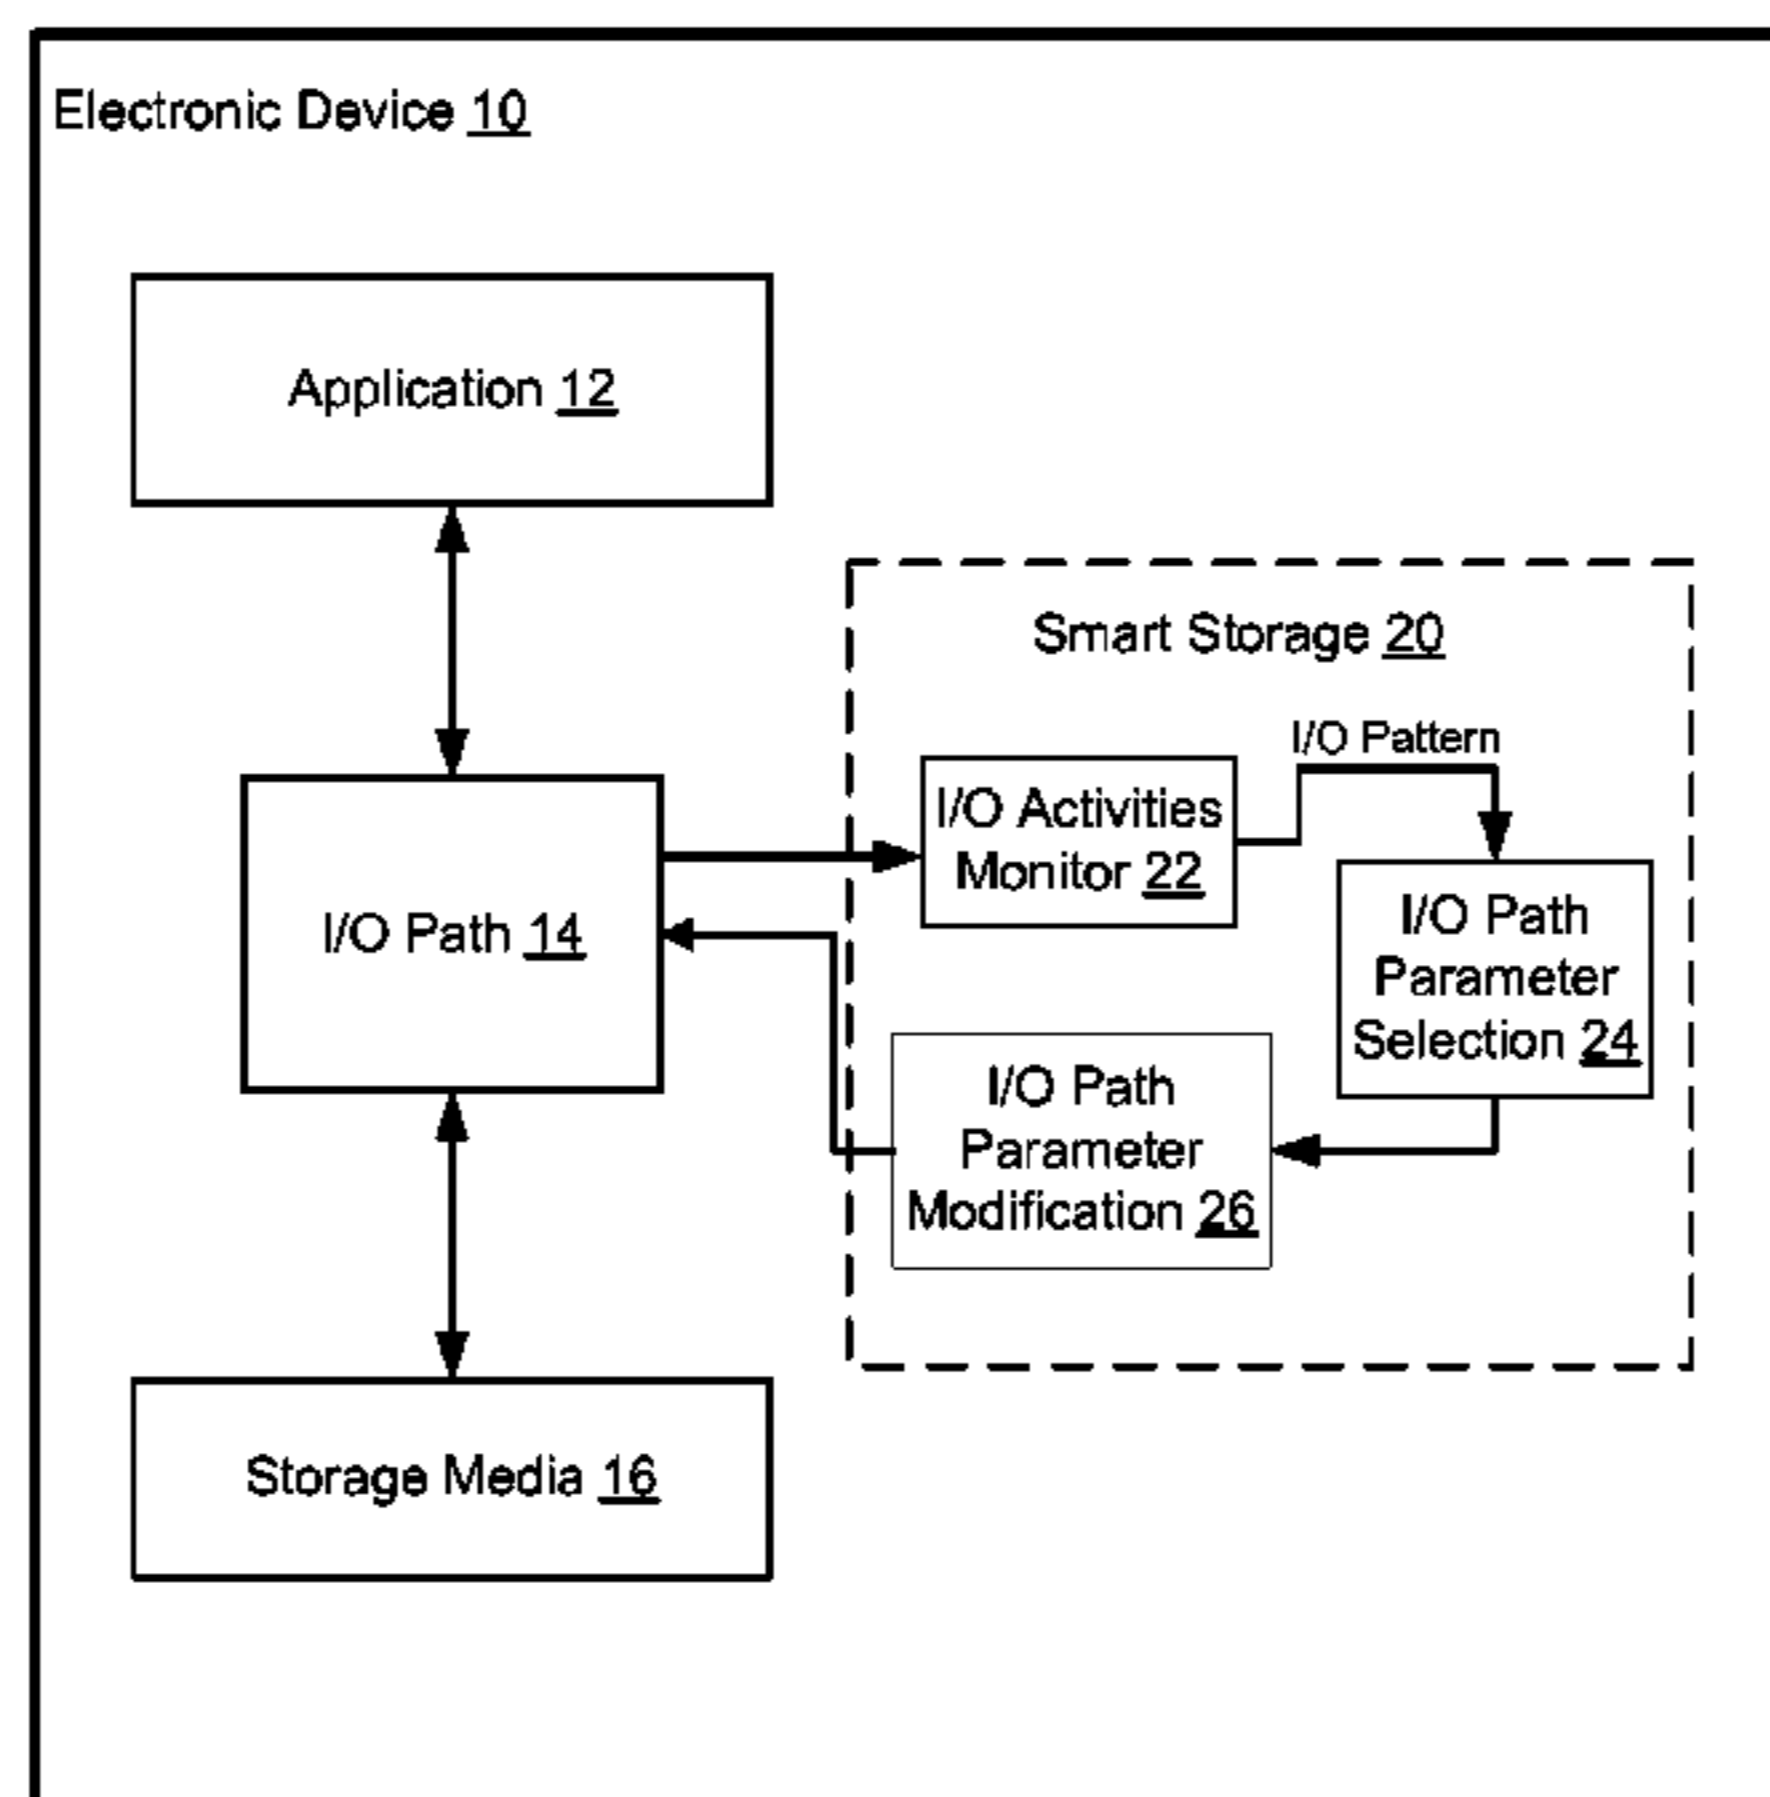 Electronic Device 10
Application 12
Smart Storage 20
I/O Pattern
I/O Activities
Monitor 22
I/O Path
Parameter
Selection 24
I/O Path 14
I/O Path
Parameter
Modification 26
Storage Media 16